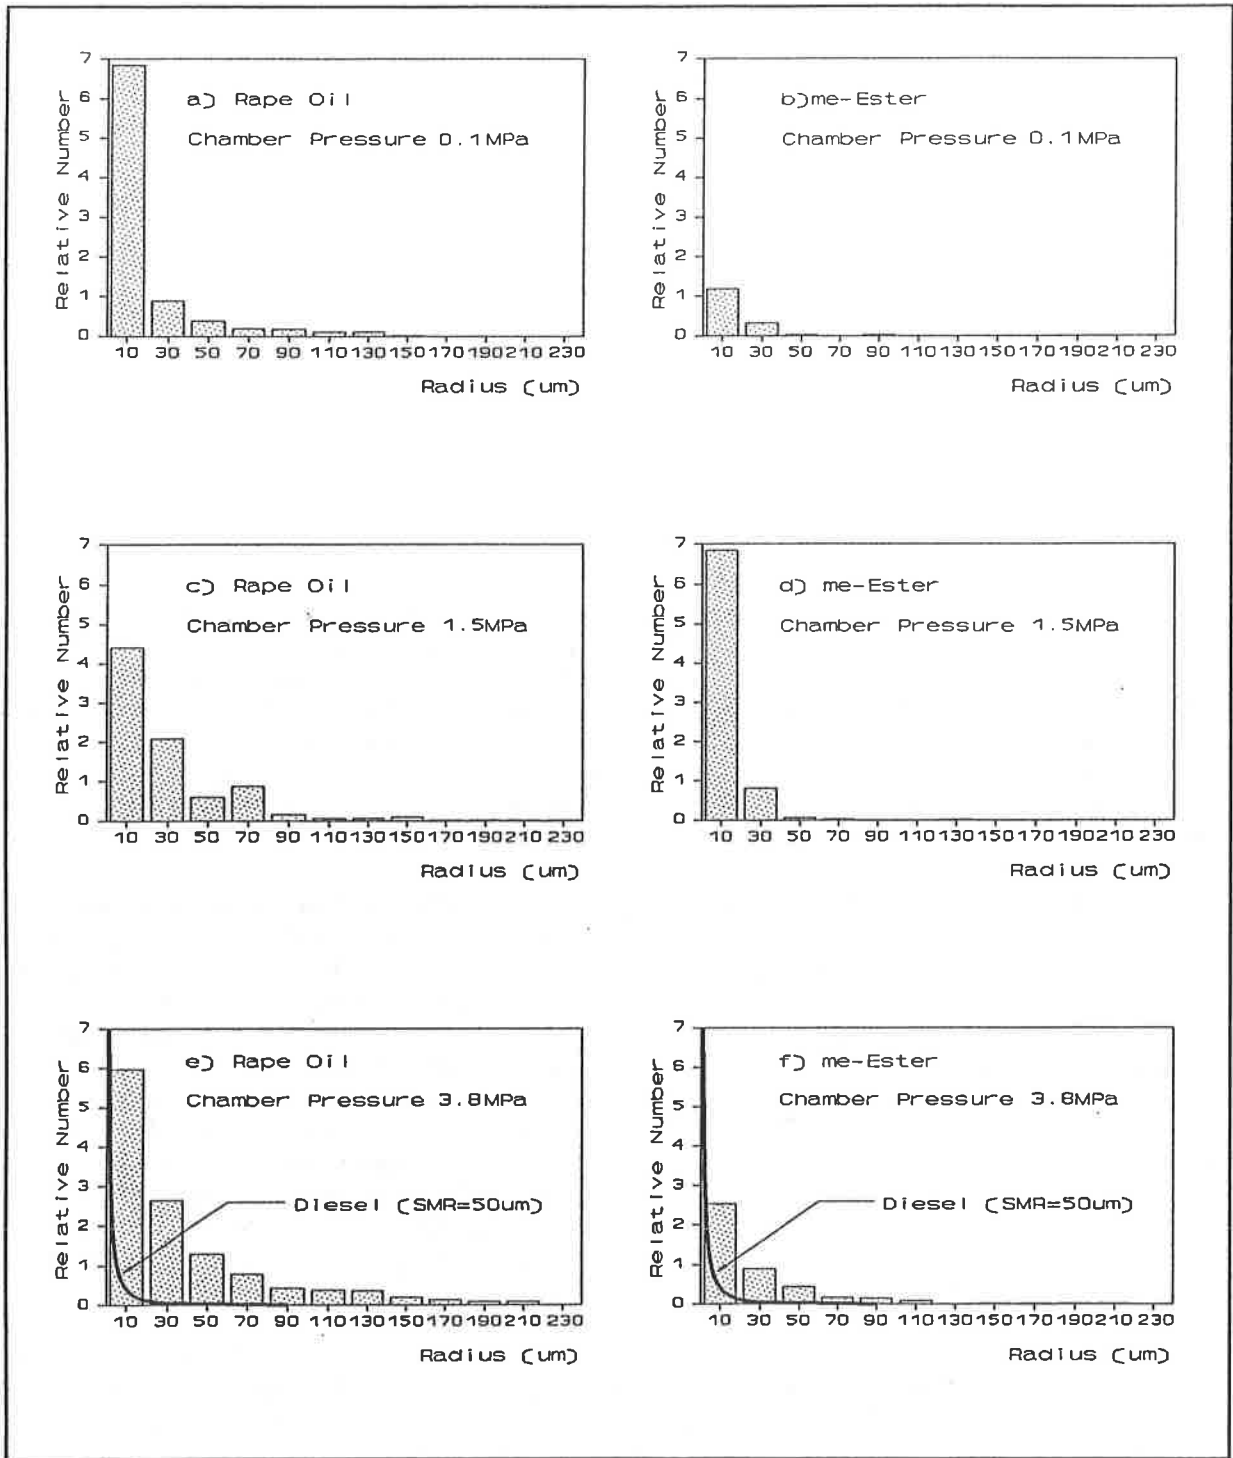 a) Rape Oil
Chamber Pressure 0.1MPa
Relative Number
7
6
5
4
3
2
1
0
10 30 50 70 90 110 130 150 170 190 210 230
Radius (um)
b)me-Ester
Chamber Pressure 0.1MPa
Relative Number
7
6
5
4
3
2
1
0
10 30 50 70 90 110 130 150 170 190 210 230
Radius (um)
c) Rape Oil
Chamber Pressure 1.5MPa
Relative Number
7
6
5
4
3
2
1
0
10 30 50 70 90 110 130 150 170 190 210 230
Radius (um)
d) me-Ester
Chamber Pressure 1.5MPa
Relative Number
7
6
5
4
3
2
1
0
10 30 50 70 90 110 130 150 170 190 210 230
Radius (um)
e) Rape Oil
Chamber Pressure 3.8MPa
Diesel (SMR=50um)
Relative Number
7
6
5
4
3
2
1
0
10 30 50 70 90 110 130 150 170 190 210 230
Radius (um)
f) me-Ester
Chamber Pressure 3.8MPa
Diesel (SMR=50um)
Relative Number
7
6
5
4
3
2
1
0
10 30 50 70 90 110 130 150 170 190 210 230
Radius (um)